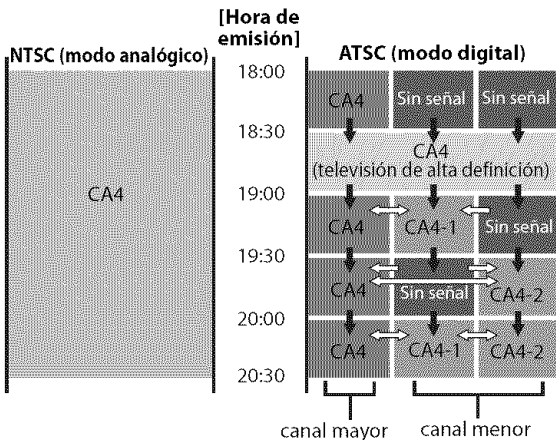 [Hora de
emisión]
NTSC (modo analógico)
ATSC (modo digital)
18:00
CA4 Sin señal Sin señal
18:30
CA4
(televisión de alta definición)
19:00
CA4
CA4 CA4-1 Sin señal
19:30
CA4 Sin señal CA4-2
20:00
CA4 CA4-1 CA4-2
20:30
canal mayor canal menor